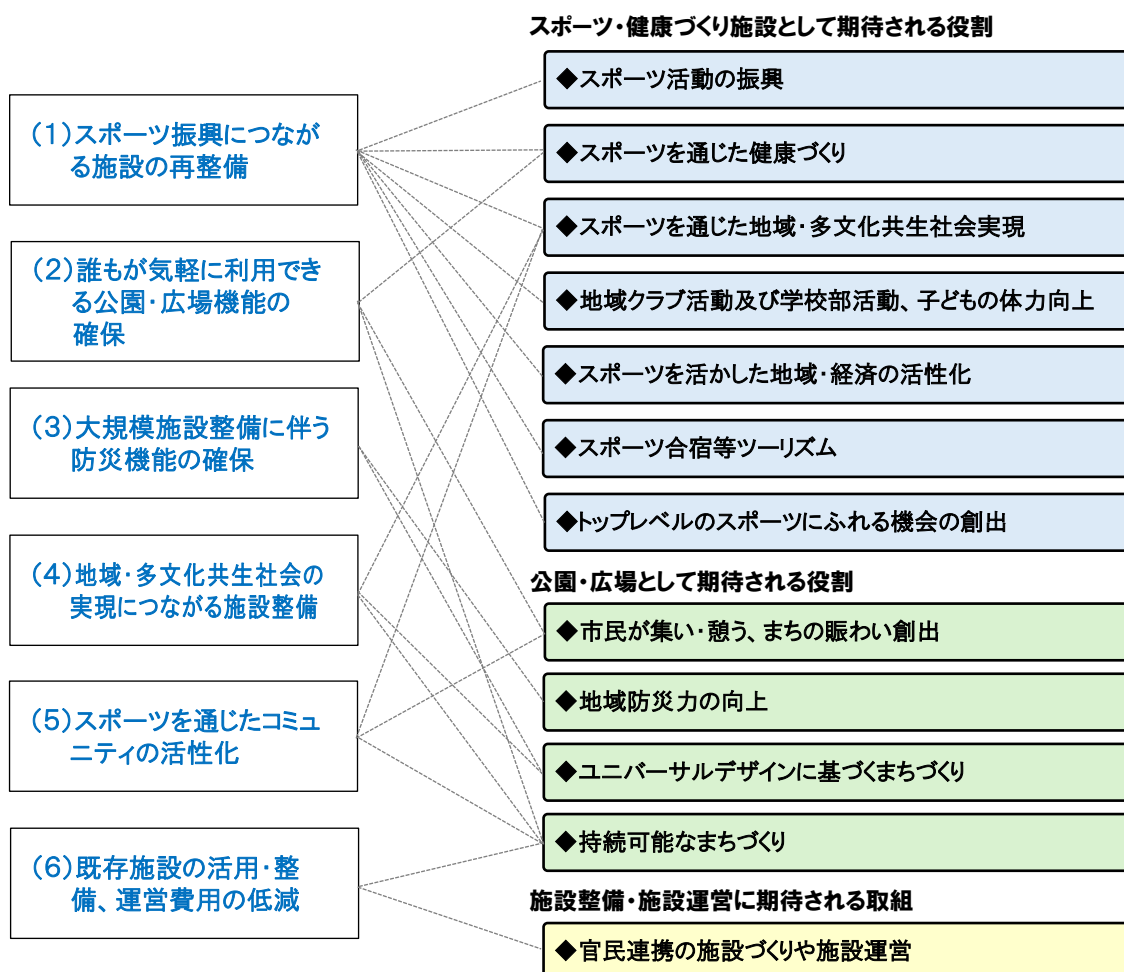 (1)スポーツ振興につなが
る施設の再整備
(2)誰もが気軽に利用でき
る公園・広場機能の
確保
(3)大規模施設整備に伴う
防災機能の確保
(4)地域・多文化共生社会の
実現につながる施設整備
(5)スポーツを通じたコミュ
ニティの活性化
(6)既存施設の活用・整
備、運営費用の低減
スポーツ・健康づくり施設として期待される役割
◆スポーツ活動の振興
◆スポーツを通じた健康づくり
◆スポーツを通じた地域・多文化共生社会実現
◆地域クラブ活動及び学校部活動、子どもの体力向上
◆スポーツを活かした地域・経済の活性化
◆スポーツ合宿等ツーリズム
◆トップレベルのスポーツにふれる機会の創出
公園・広場として期待される役割
◆市民が集い・憩う、まちの賑わい創出
◆地域防災力の向上
◆ユニバーサルデザインに基づくまちづくり
◆持続可能なまちづくり
施設整備・施設運営に期待される取組
◆官民連携の施設づくりや施設運営